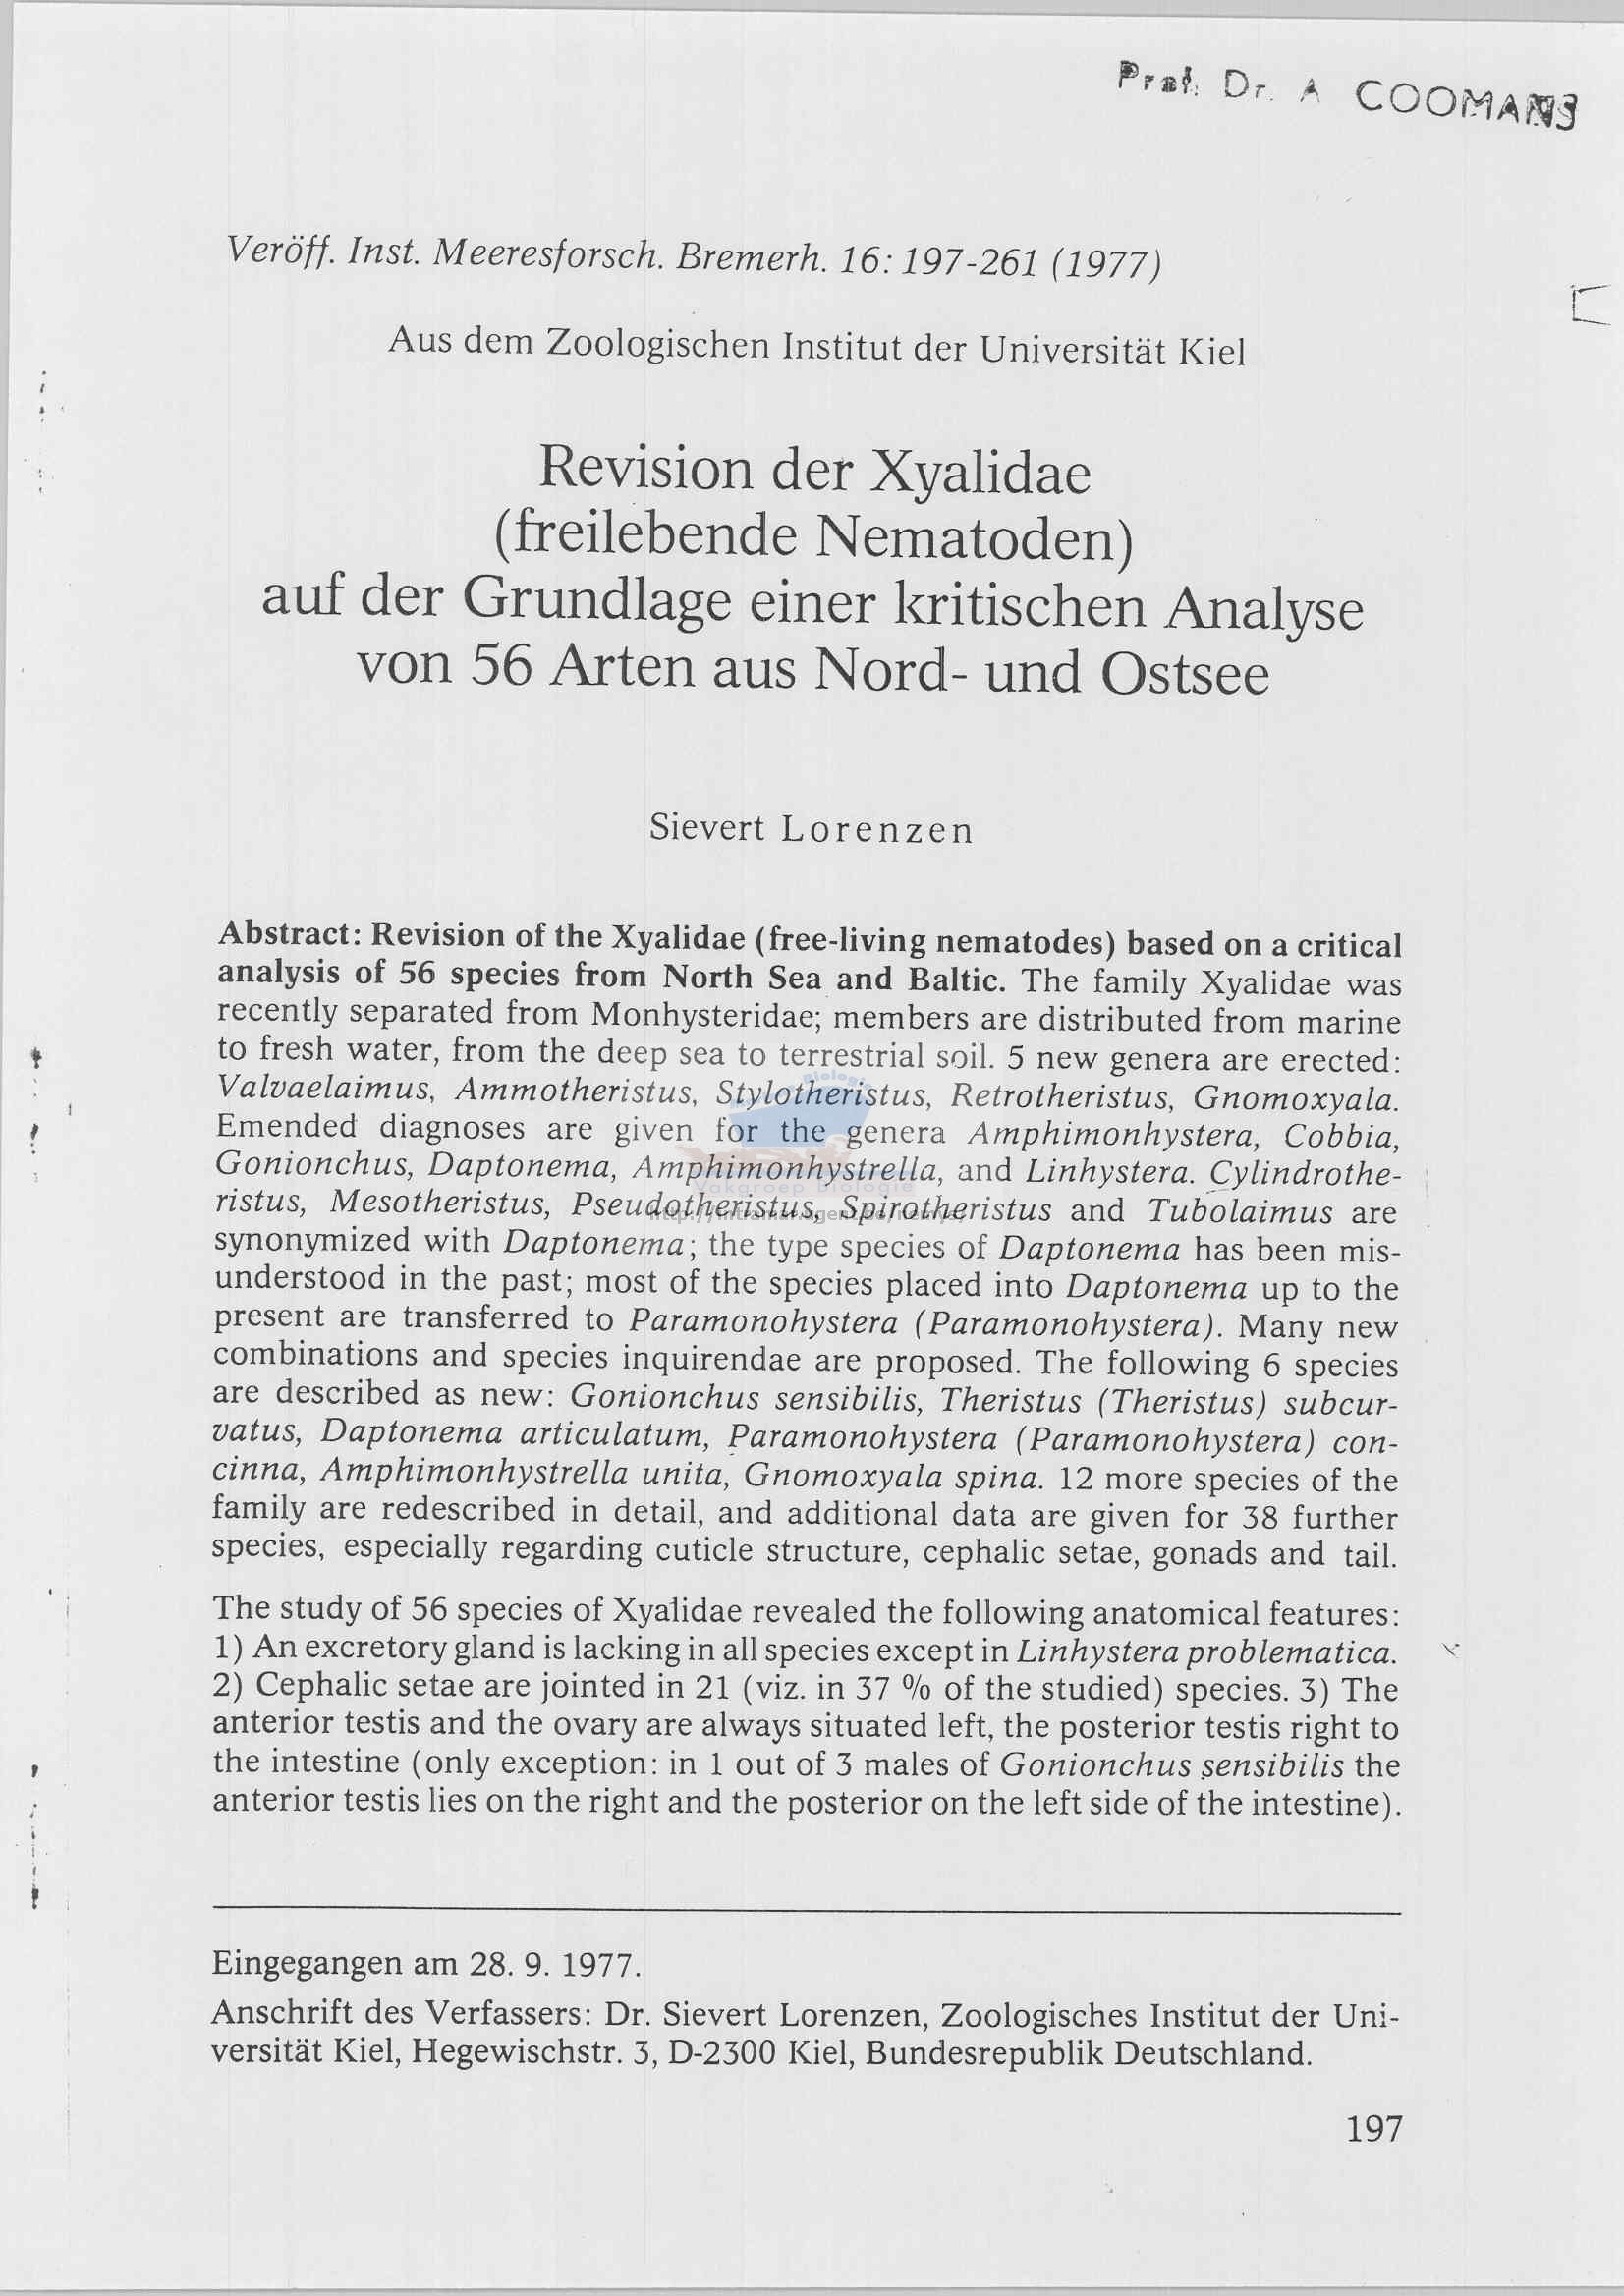 Prof. Dr. A COOMANS
Veröff. Inst. Meeresforsch. Bremerh. 16: 197-261 (1977)
Aus dem Zoologischen Institut der Universität Kiel
Revision der Xyalidae
(freilebende Nematoden)
auf der Grundlage einer kritischen Analyse
von 56 Arten aus Nord- und Ostsee
Sievert Lorenzen
Abstract: Revision of the Xyalidae (free-living nematodes) based on a critical
analysis of 56 species from North Sea and Baltic. The family Xyalidae was
recently separated from Monhysteridae; members are distributed from marine
to fresh water, from the deep sea to terrestrial soil. 5 new genera are erected:
Valvaelaimus, Ammotheristus, Stylotheristus, Retrotheristus, Gnomoxyala.
Emended diagnoses are given for the genera Amphimonhystera, Cobbia,
Gonionchus, Daptonema, Amphimonhystrella, and Linhystera. Cylindrothe-
ristus, Mesotheristus, Pseudotheristus, Spirotheristus and Tubolaimus are
synonymized with Daptonema; the type species of Daptonema has been mis-
understood in the past; most of the species placed into Daptonema up to the
present are transferred to Paramonohystera (Paramonohystera). Many new
combinations and species inquirendae are proposed. The following 6 species
are described as new: Gonionchus sensibilis, Theristus (Theristus) subcur-
vatus, Daptonema articulatum, Paramonohystera (Paramonohystera) con-
cinna, Amphimonhystrella unita, Gnomoxyala spina. 12 more species of the
family are redescribed in detail, and additional data are given for 38 further
species, especially regarding cuticle structure, cephalic setae, gonads and tail.
The study of 56 species of Xyalidae revealed the following anatomical features:
1) An excretory gland is lacking in all species except in Linhystera problematica.
2) Cephalic setae are jointed in 21 (viz. in 37 % of the studied) species. 3) The
anterior testis and the ovary are always situated left, the posterior testis right to
the intestine (only exception: in 1 out of 3 males of Gonionchus sensibilis the
anterior testis lies on the right and the posterior on the left side of the intestine).
Vakgroep Biologie
Eingegangen am 28. 9. 1977.
Anschrift des Verfassers: Dr. Sievert Lorenzen, Zoologisches Institut der Uni-
versität Kiel, Hegewischstr. 3, D-2300 Kiel, Bundesrepublik Deutschland.
197